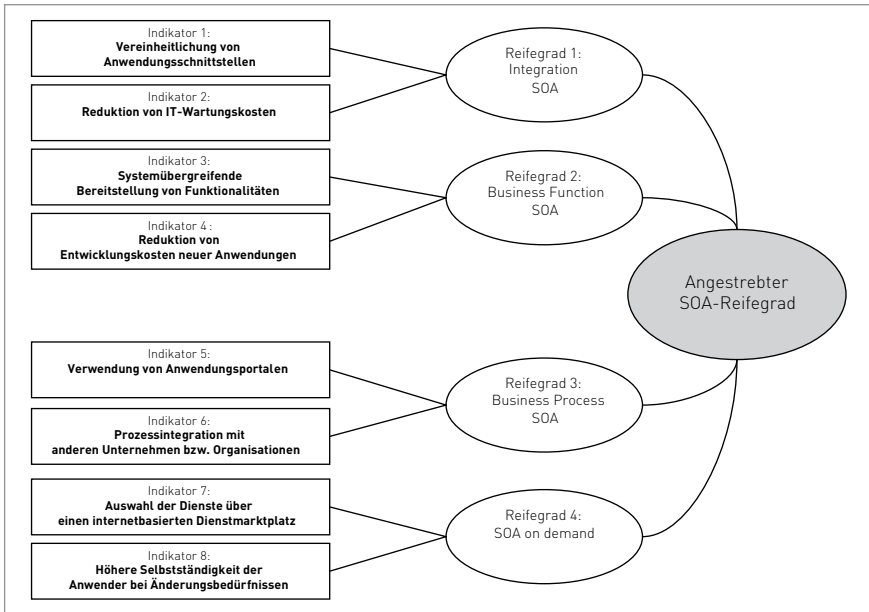 Indikator 1:
Vereinheitlichung von
Anwendungsschnittstellen
Indikator 2:
Reduktion von IT-Wartungskosten
Reifegrad 1:
Integration
SOA
Indikator 3:
Systemübergreifende
Bereitstellung von Funktionalitäten
Indikator 4:
Reduktion von
Entwicklungskosten neuer Anwendungen
Reifegrad 2:
Business Function
SOA
Angestrebter
SOA-Reifegrad
Indikator 5:
Verwendung von Anwendungsportalen
Indikator 6:
Prozessintegration mit
anderen Unternehmen bzw. Organisationen
Reifegrad 3:
Business Process
SOA
Indikator 7:
Auswahl der Dienste über
einen internetbasierten Dienstmarktplatz
Indikator 8:
Höhere Selbstständigkeit der
Anwender bei Änderungsbedürfnissen
Reifegrad 4:
SOA on demand